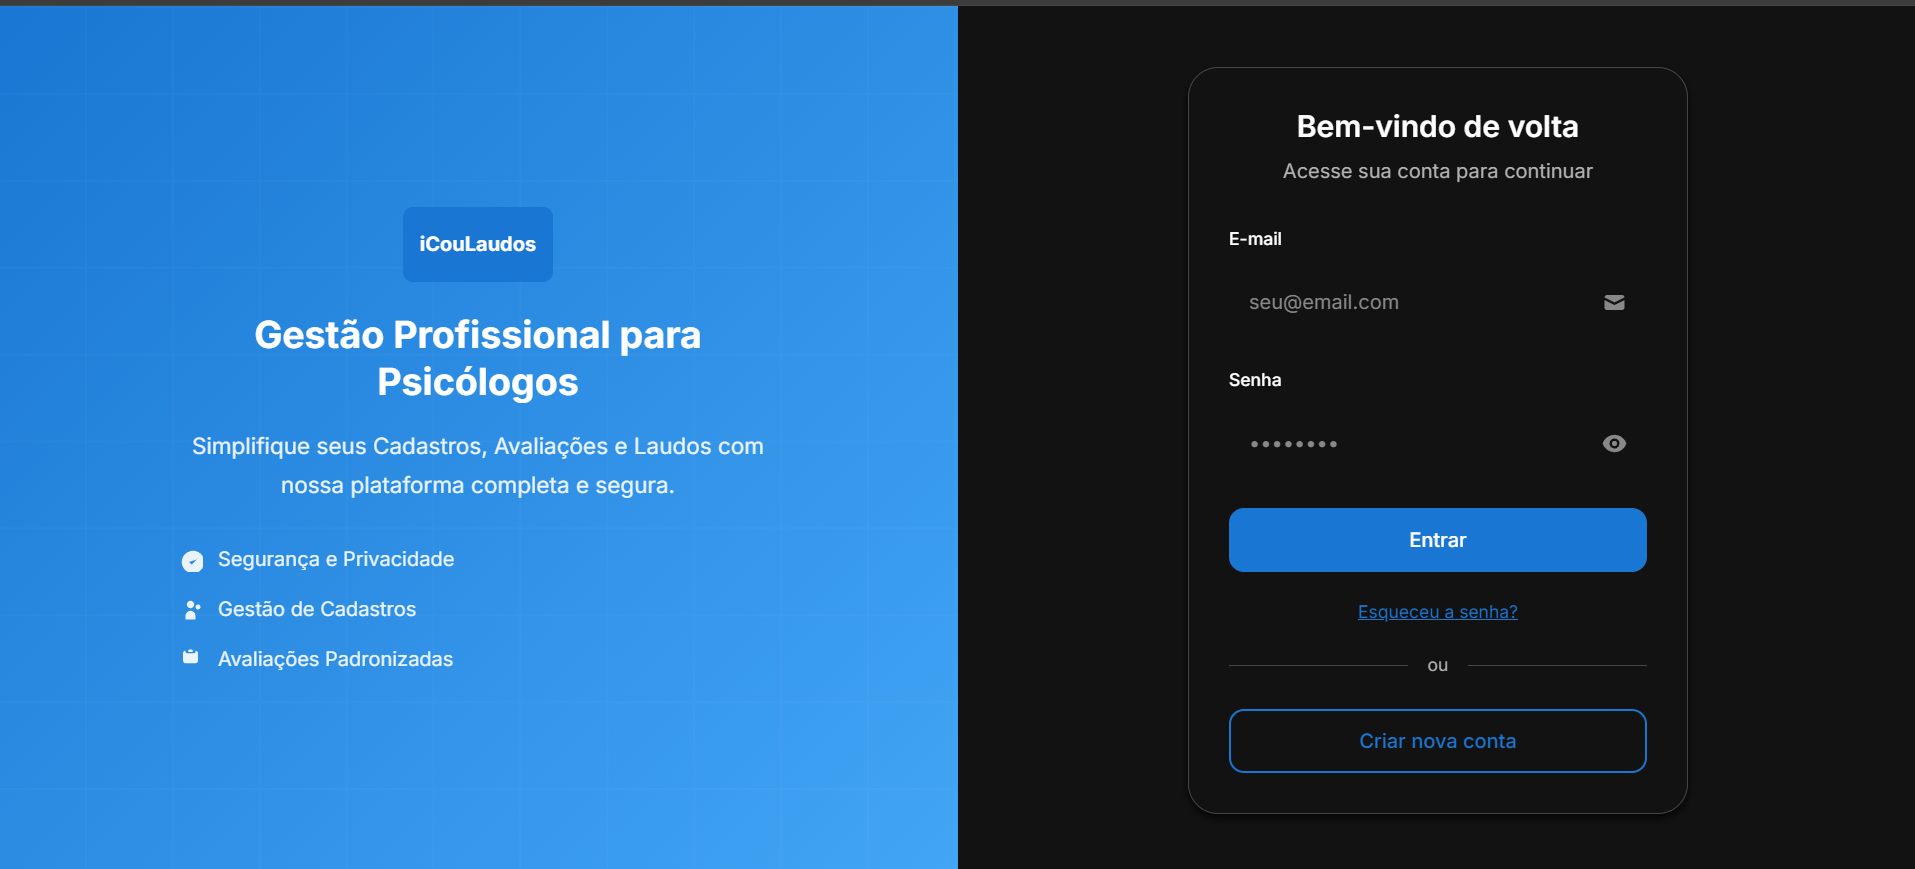 iCouLaudos
Gestão Profissional para
Psicólogos
Simplifique seus Cadastros, Avaliações e Laudos com
nossa plataforma completa e segura.
Segurança e Privacidade
Gestão de Cadastros
Avaliações Padronizadas
Bem-vindo de volta
Acesse sua conta para continuar
E-mail
seu@email.com
Senha
••••••••
Entrar
Esqueceu a senha?
ou
Criar nova conta